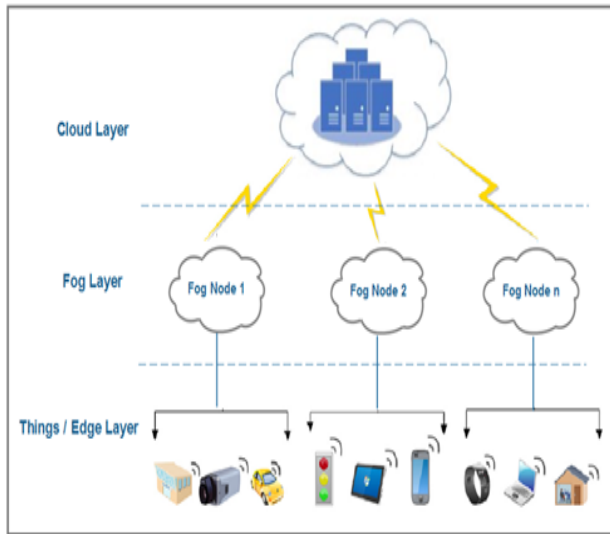 Cloud Layer
Fog Layer
Fog Node 1
Fog Node 2
Fog Node n
Things / Edge Layer